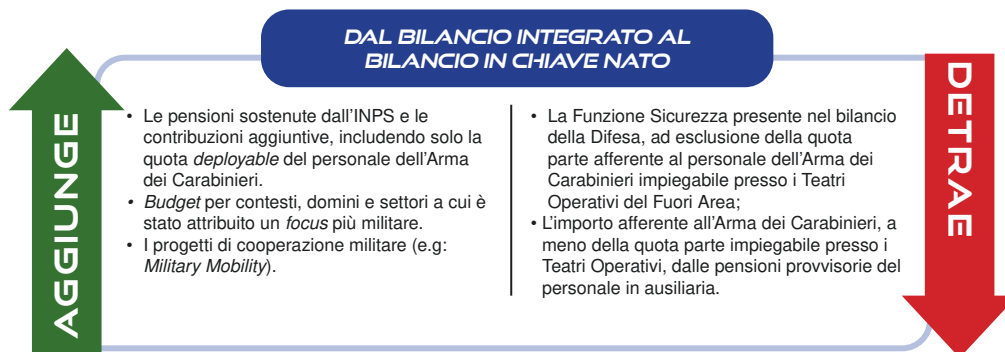 DAL BILANCIO INTEGRATO AL
BILANCIO IN CHIAVE NATO
AGGIUNGE
• Le pensioni sostenute dall'INPS e le
contribuzioni aggiuntive, includendo solo la
quota deployable del personale dell'Arma
dei Carabinieri.
• Budget per contesti, domini e settori a cui è
stato attribuito un focus più militare.
• I progetti di cooperazione militare (e.g:
Military Mobility).
• La Funzione Sicurezza presente nel bilancio
della Difesa, ad esclusione della quota
parte afferente al personale dell'Arma dei
Carabinieri impiegabile presso i Teatri
Operativi del Fuori Area;
• L'importo afferente all'Arma dei Carabinieri, a
meno della quota parte impiegabile presso i
Teatri Operativi, dalle pensioni provvisorie del
personale in ausiliaria.
DETRAE